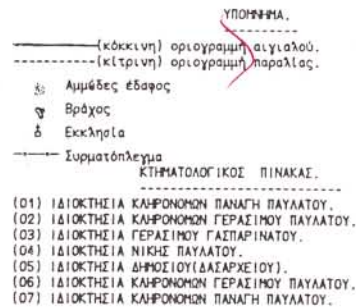 ΥΠΟΜΝΗΜΑ.
(κόκκινη) οριογραμμή αιγιαλού.
(κίτρινη) οριογραμμή παραλίας.
Αμμώδες έδαφος
Βράχος
Εκκλησία
Συρματόπλεγμα
ΚΤΗΜΑΤΟΛΟΓΙΚΟΣ ΠΙΝΑΚΑΣ.
(01) ΙΔΙΟΚΤΗΣΙΑ ΚΛΗΡΟΝΟΜΩΝ ΠΑΝΑΓΗ ΠΑΥΛΑΤΟΥ.
(02) ΙΔΙΟΚΤΗΣΙΑ ΚΛΗΡΟΝΟΜΩΝ ΓΕΡΑΣΙΜΟΥ ΠΑΥΛΑΤΟΥ.
(03) ΙΔΙΟΚΤΗΣΙΑ ΓΕΡΑΣΙΜΟΥ ΓΑΣΠΑΡΙΝΑΤΟΥ.
(04) ΙΔΙΟΚΤΗΣΙΑ ΝΙΚΗΣ ΠΑΥΛΑΤΟΥ.
(05) ΙΔΙΟΚΤΗΣΙΑ ΔΗΜΟΣΙΟΥ(ΔΑΣΑΡΧΕΙΟΥ).
(06) ΙΔΙΟΚΤΗΣΙΑ ΚΛΗΡΟΝΟΜΩΝ ΓΕΡΑΣΙΜΟΥ ΠΑΥΛΑΤΟΥ.
(07) ΙΔΙΟΚΤΗΣΙΑ ΚΛΗΡΟΝΟΜΩΝ ΠΑΝΑΓΗ ΠΑΥΛΑΤΟΥ.